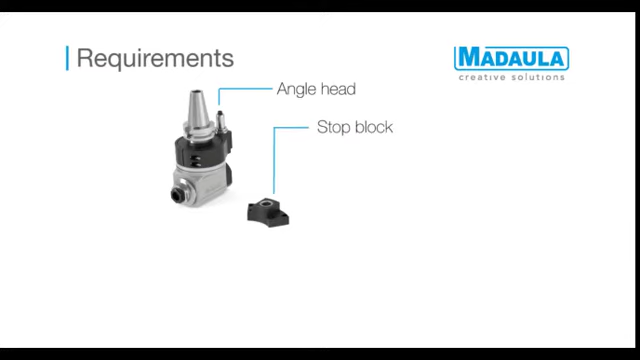 Requirements
MADAULA
creative solutions
Angle head
Stop block